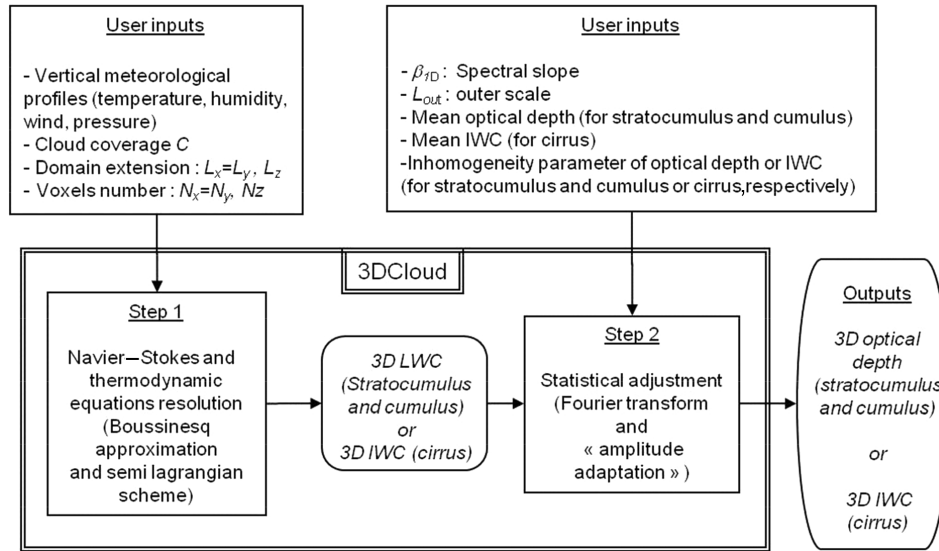 User inputs
- Vertical meteorological
profiles (temperature, humidity,
wind, pressure)
- Cloud coverage C
- Domain extension : Lx=Ly, Lz
- Voxels number : Nx=Ny, Nz
User inputs
- β1D : Spectral slope
- Lout : outer scale
- Mean optical depth (for stratocumulus and cumulus)
- Mean IWC (for cirrus)
-Inhomogeneity parameter of optical depth or IWC
(for stratocumulus and cumulus or cirrus,respectively)
3DCloud
Step 1
Navier–Stokes and
thermodynamic
equations resolution
(Boussinesq
approximation
and semi lagrangian
scheme)
3D LWC
(Stratocumulus
and cumulus)
or
3D IWC (cirrus)
Step 2
Statistical adjustment
(Fourier transform
and
« amplitude
adaptation » )
Outputs
3D optical
depth
(stratocumulus
and cumulus)
or
3D IWC
(cirrus)